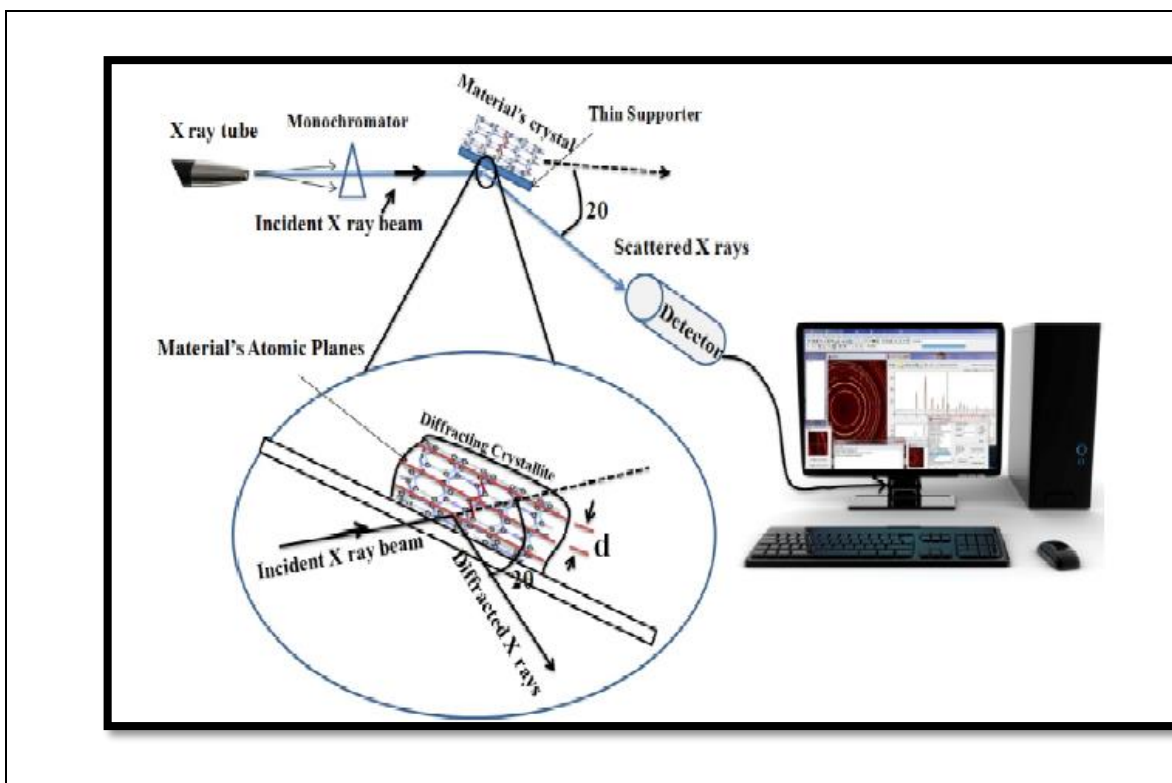 Material's crystal
Thin Supporter
Monochromator
X ray tube
Incident X ray beam
20
Scattered X rays
Detector
Material's Atomic Planes
Diffracting Crystallite
d
Incident X ray beam
20
Diffracted X rays